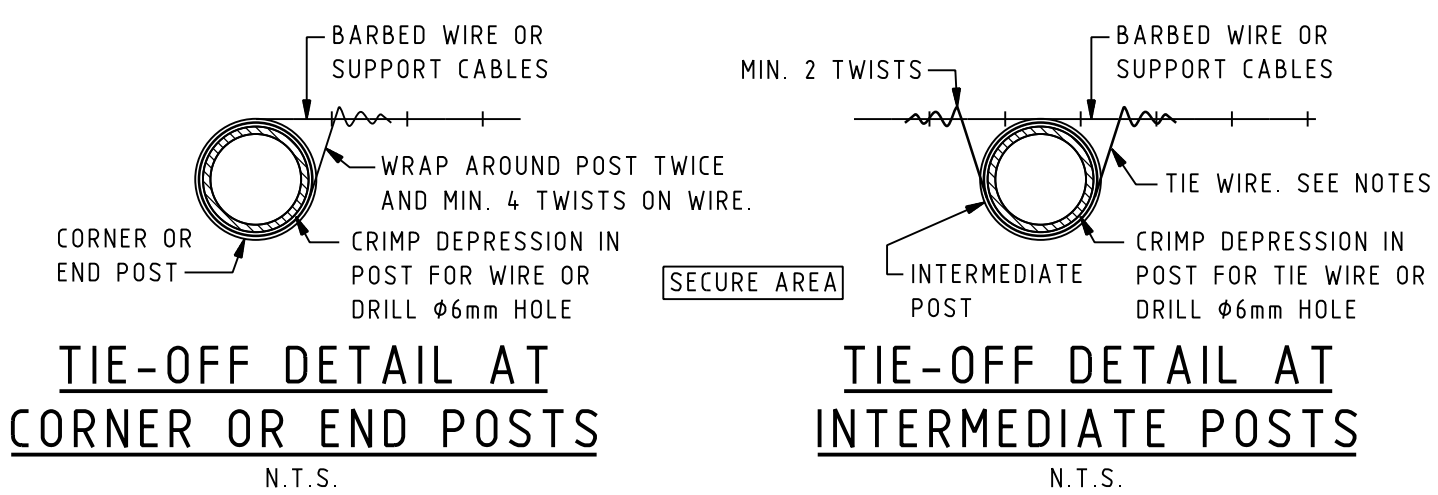 BARBED WIRE OR
SUPPORT CABLES
WRAP AROUND POST TWICE
AND MIN. 4 TWISTS ON WIRE.
CORNER OR
END POST
CRIMP DEPRESSION IN
POST FOR WIRE OR
DRILL φ6mm HOLE
TIE-OFF DETAIL AT
CORNER OR END POSTS
N.T.S.
SECURE AREA
MIN. 2 TWISTS
BARBED WIRE OR
SUPPORT CABLES
TIE WIRE. SEE NOTES
INTERMEDIATE
POST
CRIMP DEPRESSION IN
POST FOR TIE WIRE OR
DRILL φ6mm HOLE
TIE-OFF DETAIL AT
INTERMEDIATE POSTS
N.T.S.